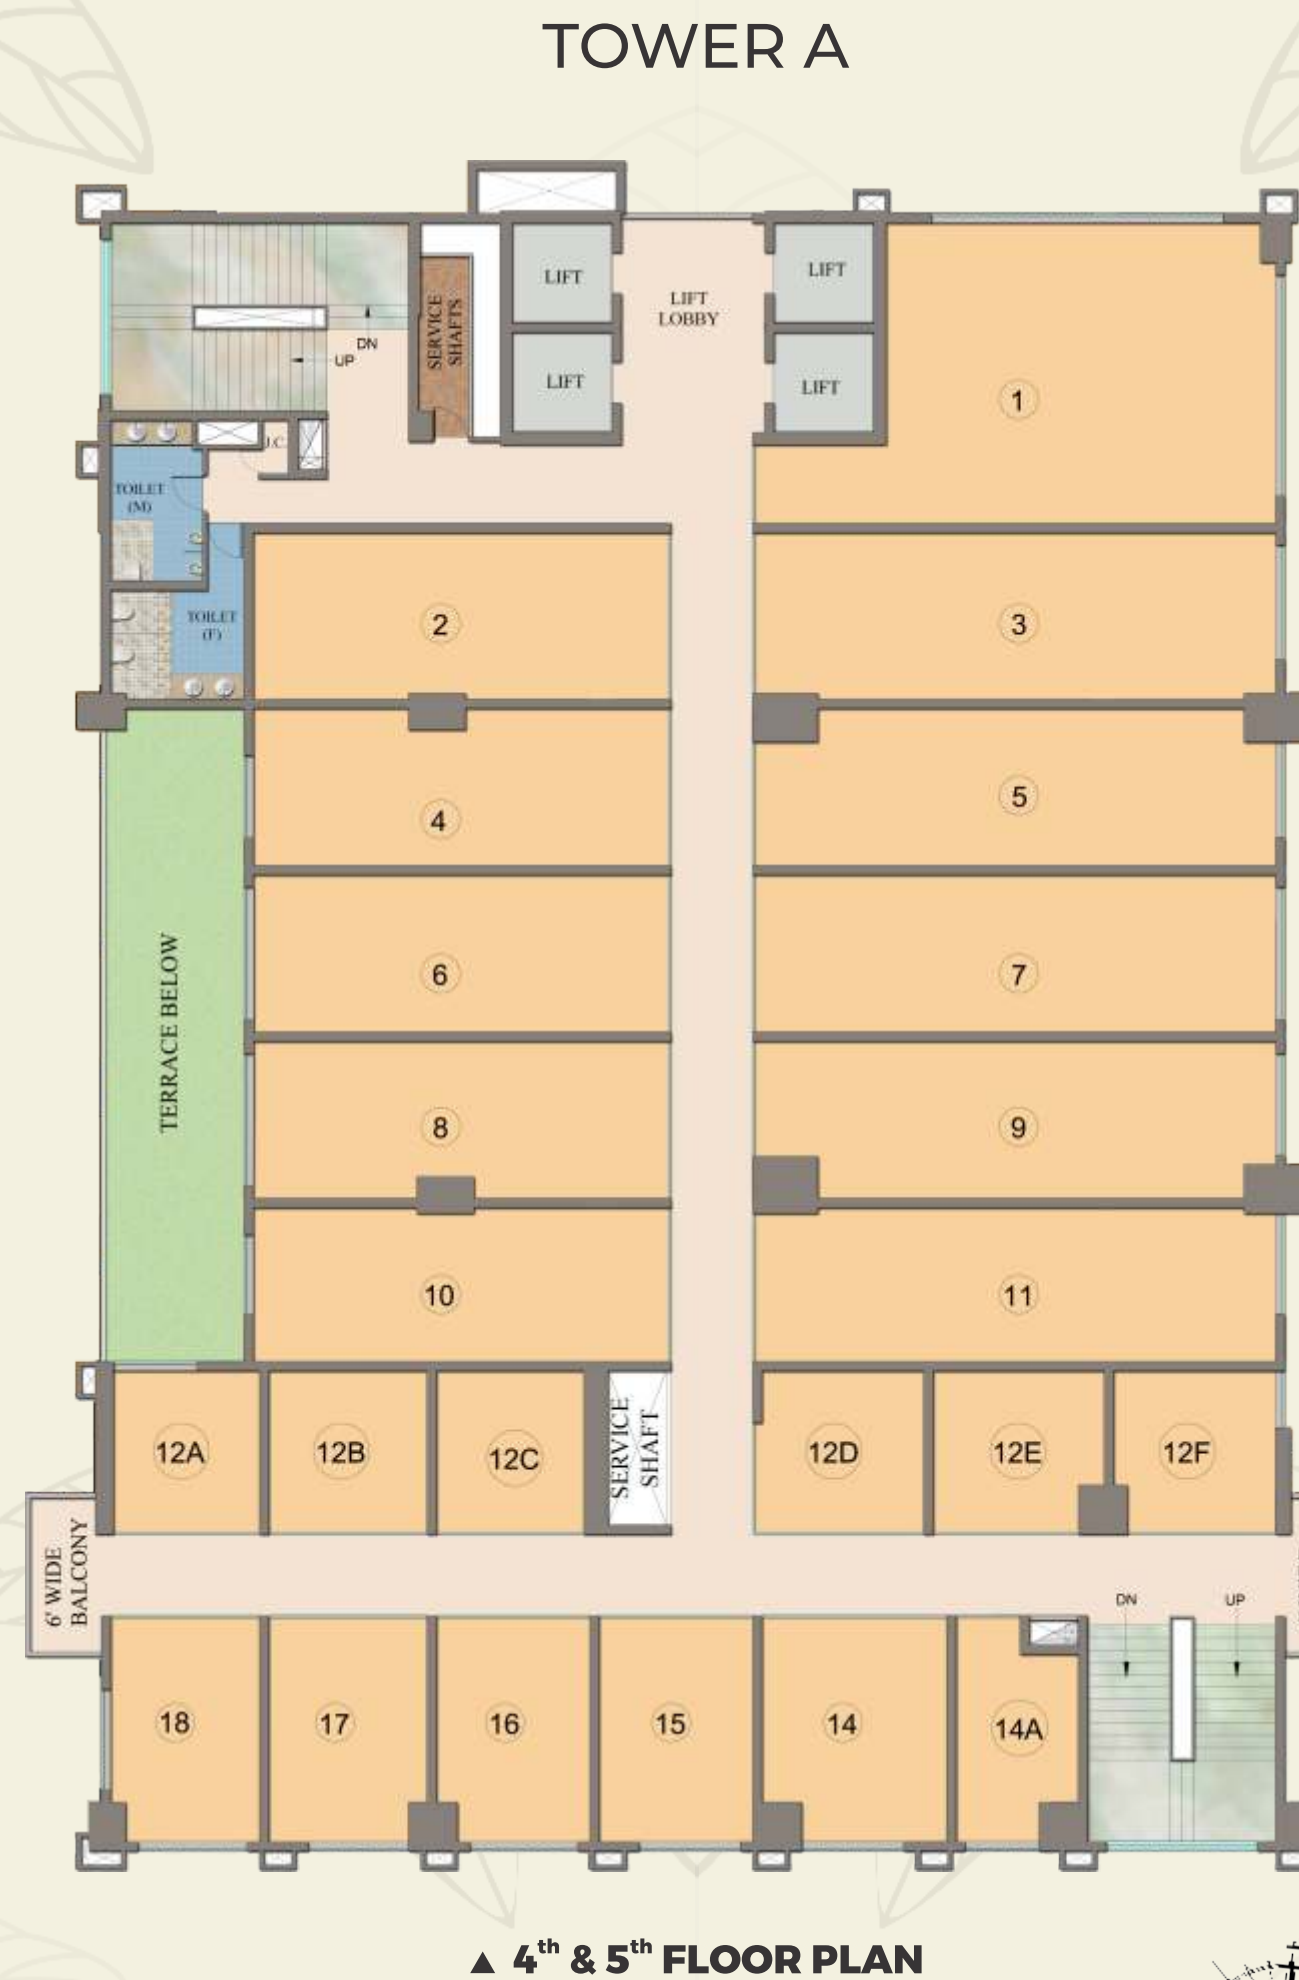 TOWER A
LIFT
LIFT
LIFT
LOBBY
SERVICE
SHAFTS
DN
UP
LIFT
LIFT
1
J.C.
TOILET
(M)
TOILET
(F)
2
3
4
5
6
7
TERRACE BELOW
8
9
10
11
12A
12B
12C
SERVICE
SHAFT
12D
12E
12F
6' WIDE
BALCONY
DN
UP
18
17
16
15
14
14A
▲ 4th & 5th FLOOR PLAN